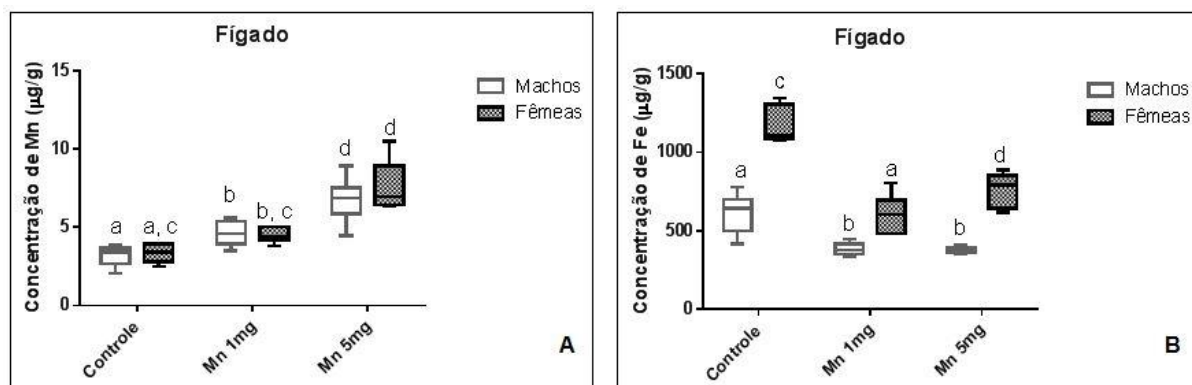 Fígado
Concentração de Mn (µg/g)
15
10
5
0
a
a, c
b
b, c
d
d
Controle
Mn 1mg
Mn 5mg
Machos
Fêmeas
A
Fígado
Concentração de Fe (µg/g)
1500
1000
500
0
a
c
b
a
b
d
Controle
Mn 1mg
Mn 5mg
Machos
Fêmeas
B